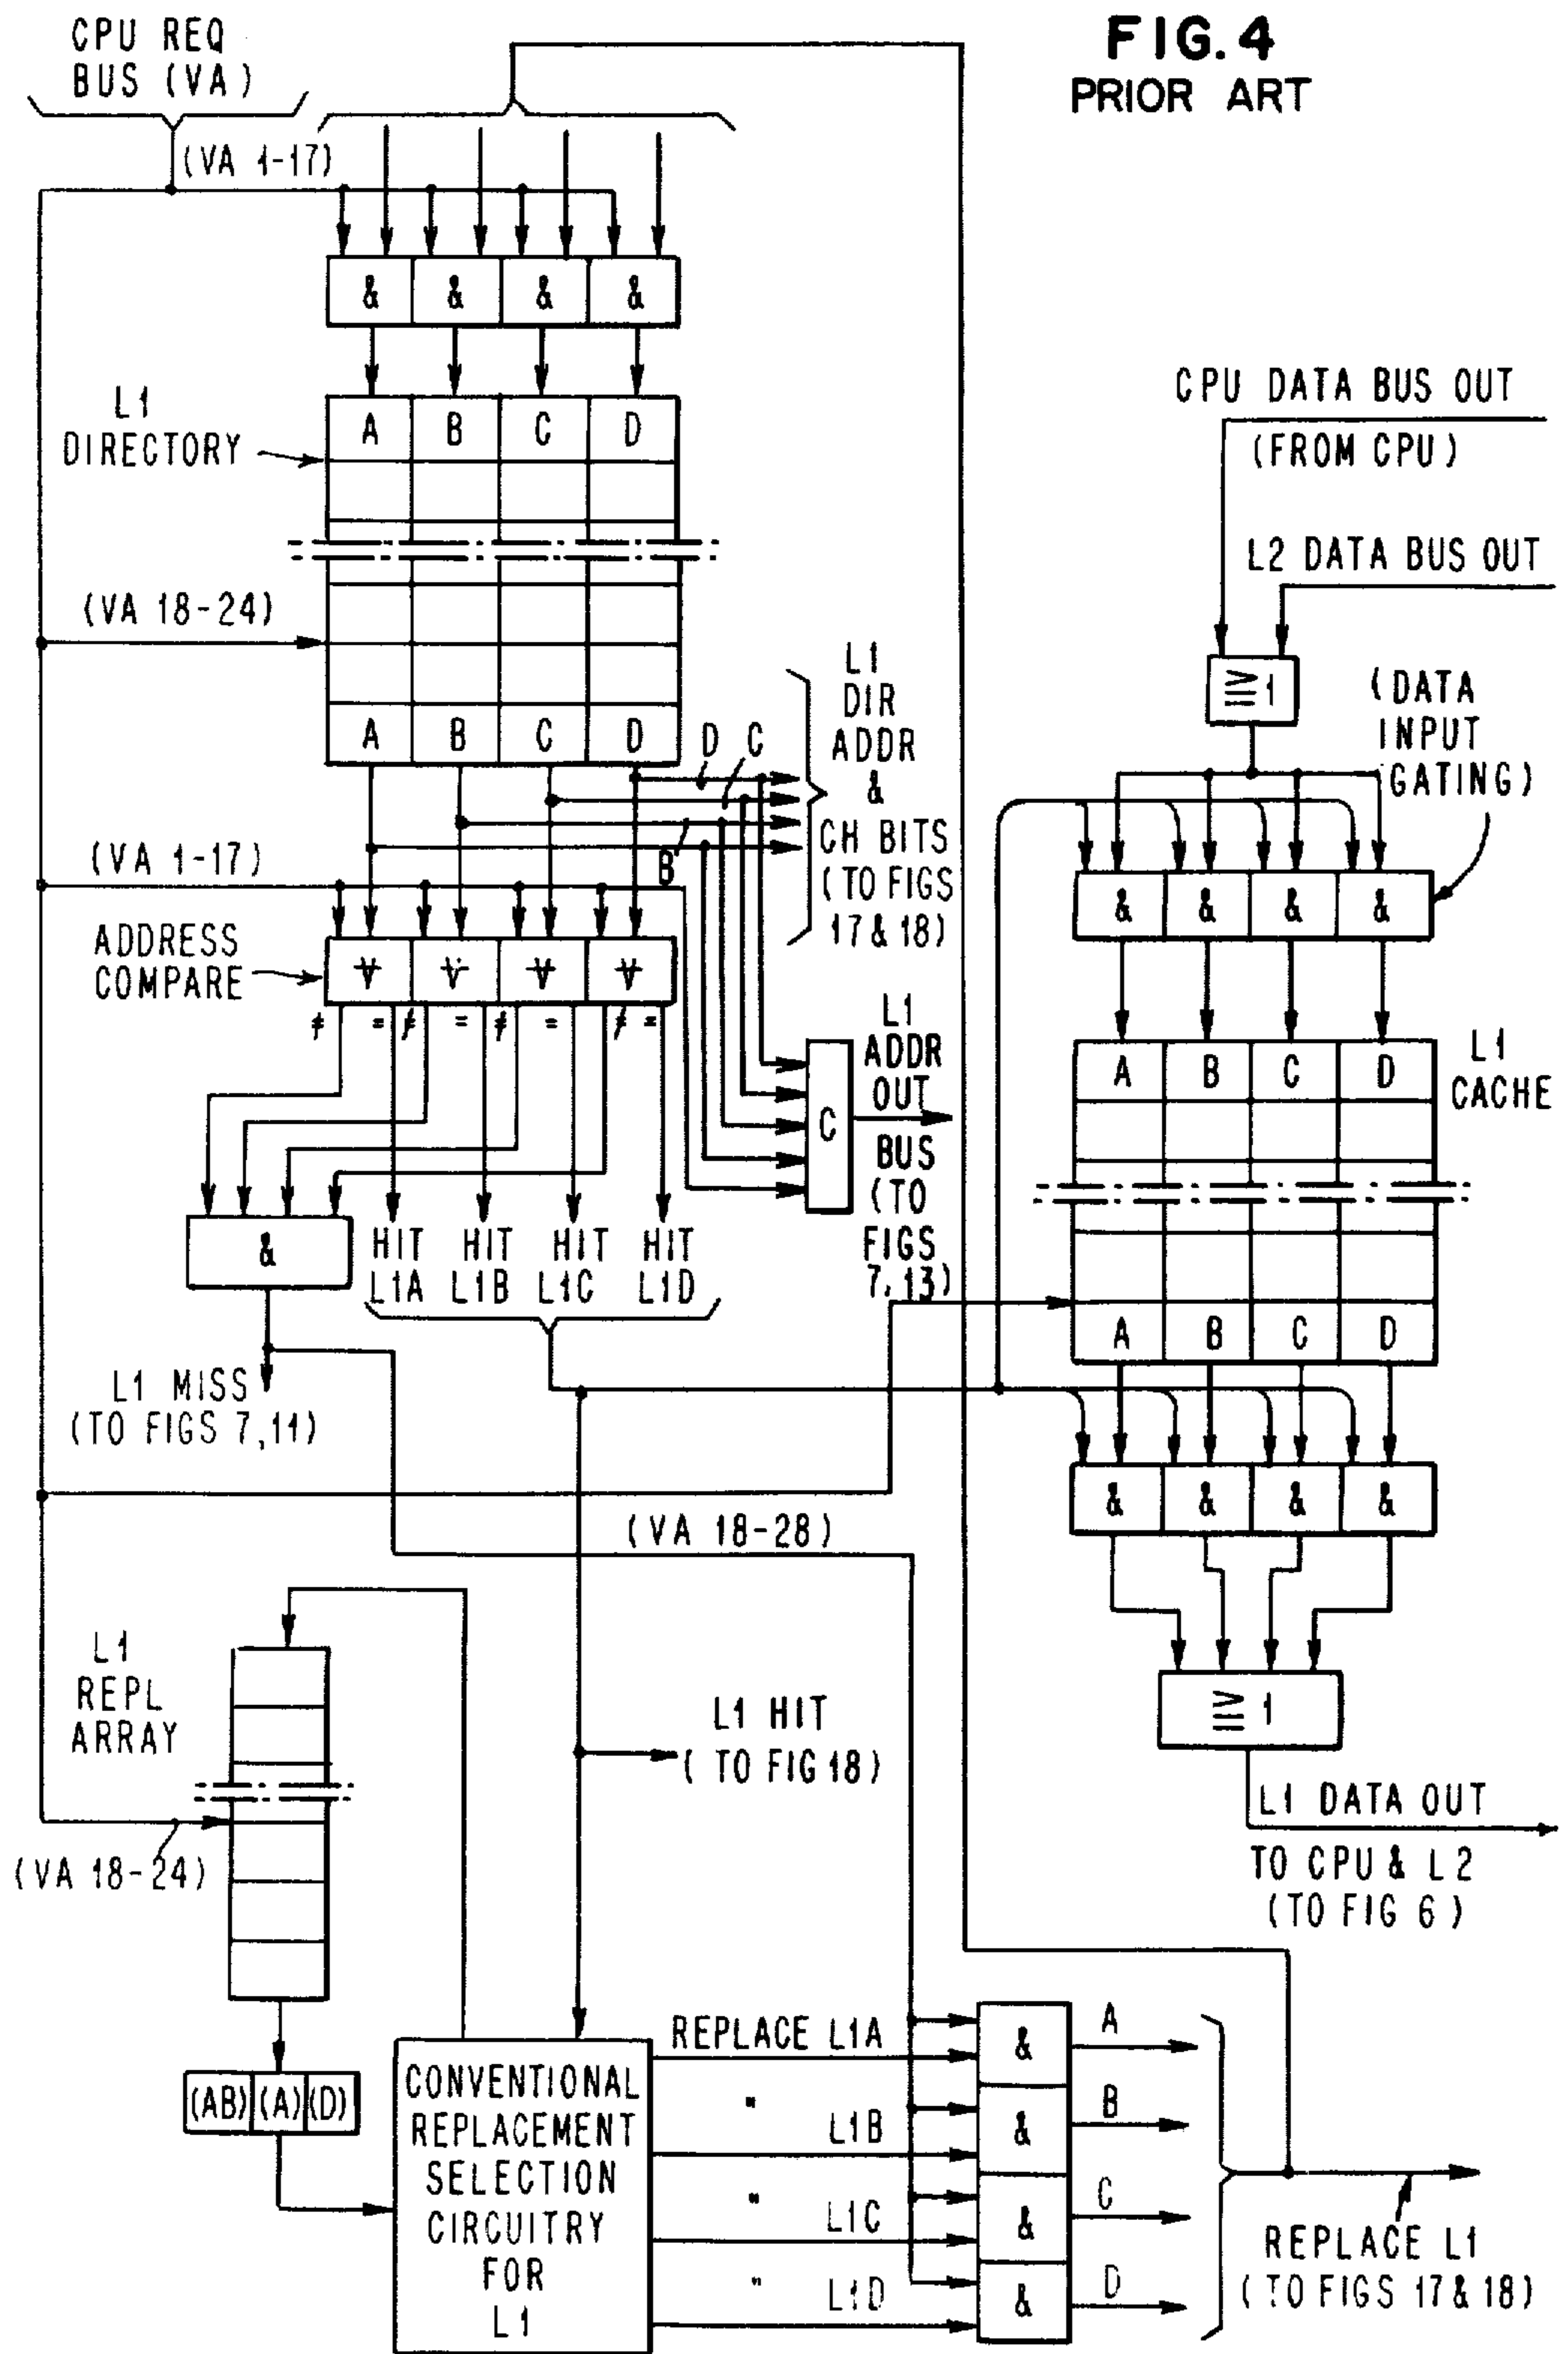 FIG. 4
PRIOR ART
CPU REQ
BUS (VA)
(VA 1-17)
& & & &
L1
DIRECTORY
A B C D
(VA 18-24)
A B C D
D C
B
L1
DIR
ADDR
&
CH BITS
(TO FIGS
17 & 18)
(VA 1-17)
ADDRESS
COMPARE
∀ ∀ ∀ ∀
≠ = ≠ = ≠ = ≠ =
C
L1
ADDR
OUT
BUS
(TO
FIGS
7, 13)
&
HIT HIT HIT HIT
L1A L1B L1C L1D
L1 MISS
(TO FIGS 7,11)
CPU DATA BUS OUT
(FROM CPU)
L2 DATA BUS OUT
≧ 1
(DATA
INPUT
GATING)
& & & &
L1
CACHE
A B C D
A B C D
& & & &
≧ 1
L1 DATA OUT
TO CPU & L2
(TO FIG 6)
(VA 18-28)
L1
REPL
ARRAY
(VA 18-24)
L1 HIT
(TO FIG 18)
(AB) (A) (D)
CONVENTIONAL
REPLACEMENT
SELECTION
CIRCUITRY
FOR
L1
REPLACE L1A
" L1B
" L1C
" L1D
& A
& B
& C
& D
REPLACE L1
(TO FIGS 17 & 18)